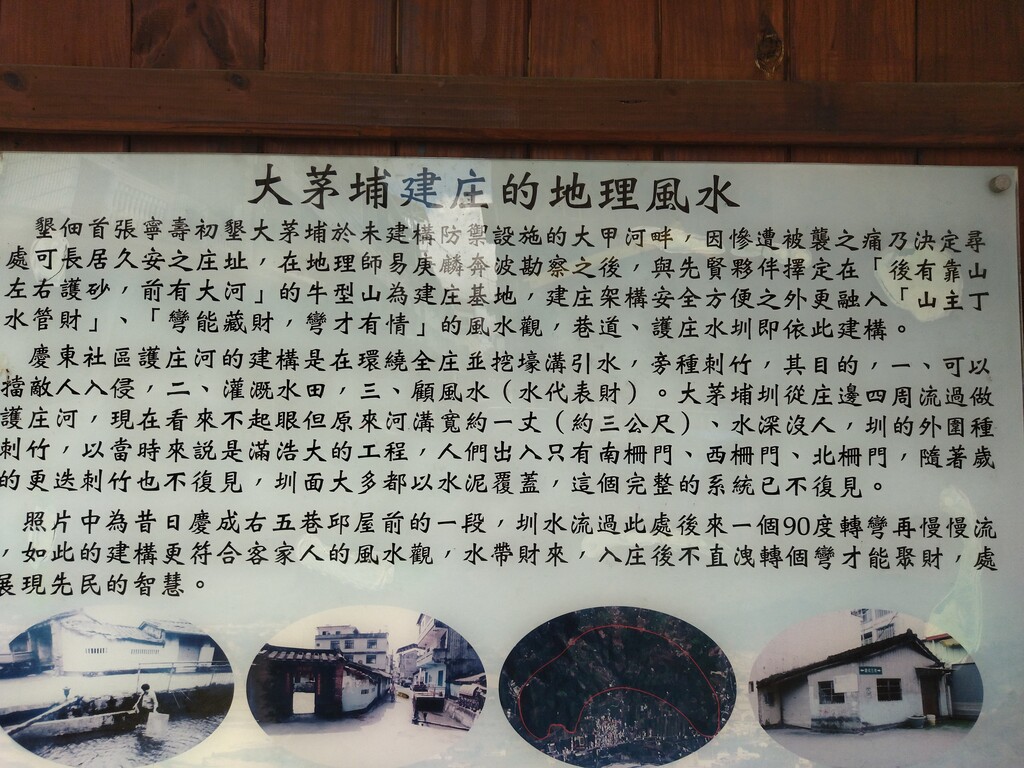 大茅埔建庄的地理風水
墾佃首張寧壽初墾大茅埔於未建構防禦設施的大甲河畔，因慘遭被襲之痛乃決定尋
處可長居久安之庄址，在地理師易庚麟奔波勘察之後，與先賢夥伴擇定在「後有靠山
左右護砂，前有大河」的牛型山為建庄基地，建庄架構安全方便之外更融入「山主丁
水管財」、「彎能藏財，彎才有情」的風水觀，巷道、護庄水圳即依此建構。
慶東社區護庄河的建構是在環繞全庄並挖壕溝引水，旁種刺竹，其目的，一、可以
擋敵人入侵，二、灌溉水田，三、顧風水（水代表財）。大茅埔圳從庄邊四周流過做
護庄河，現在看來不起眼但原來河溝寬約一丈（約三公尺）、水深沒人，圳的外圍種
刺竹，以當時來說是滿浩大的工程，人們出入只有南柵門、西柵門、北柵門，隨著歲
的更迭刺竹也不復見，圳面大多都以水泥覆蓋，這個完整的系統已不復見。
照片中為昔日慶成右五巷邱屋前的一段，圳水流過此處後來一個90度轉彎再慢慢流
，如此的建構更符合客家人的風水觀，水帶財來，入庄後不直洩轉個彎才能聚財，處
展現先民的智慧。